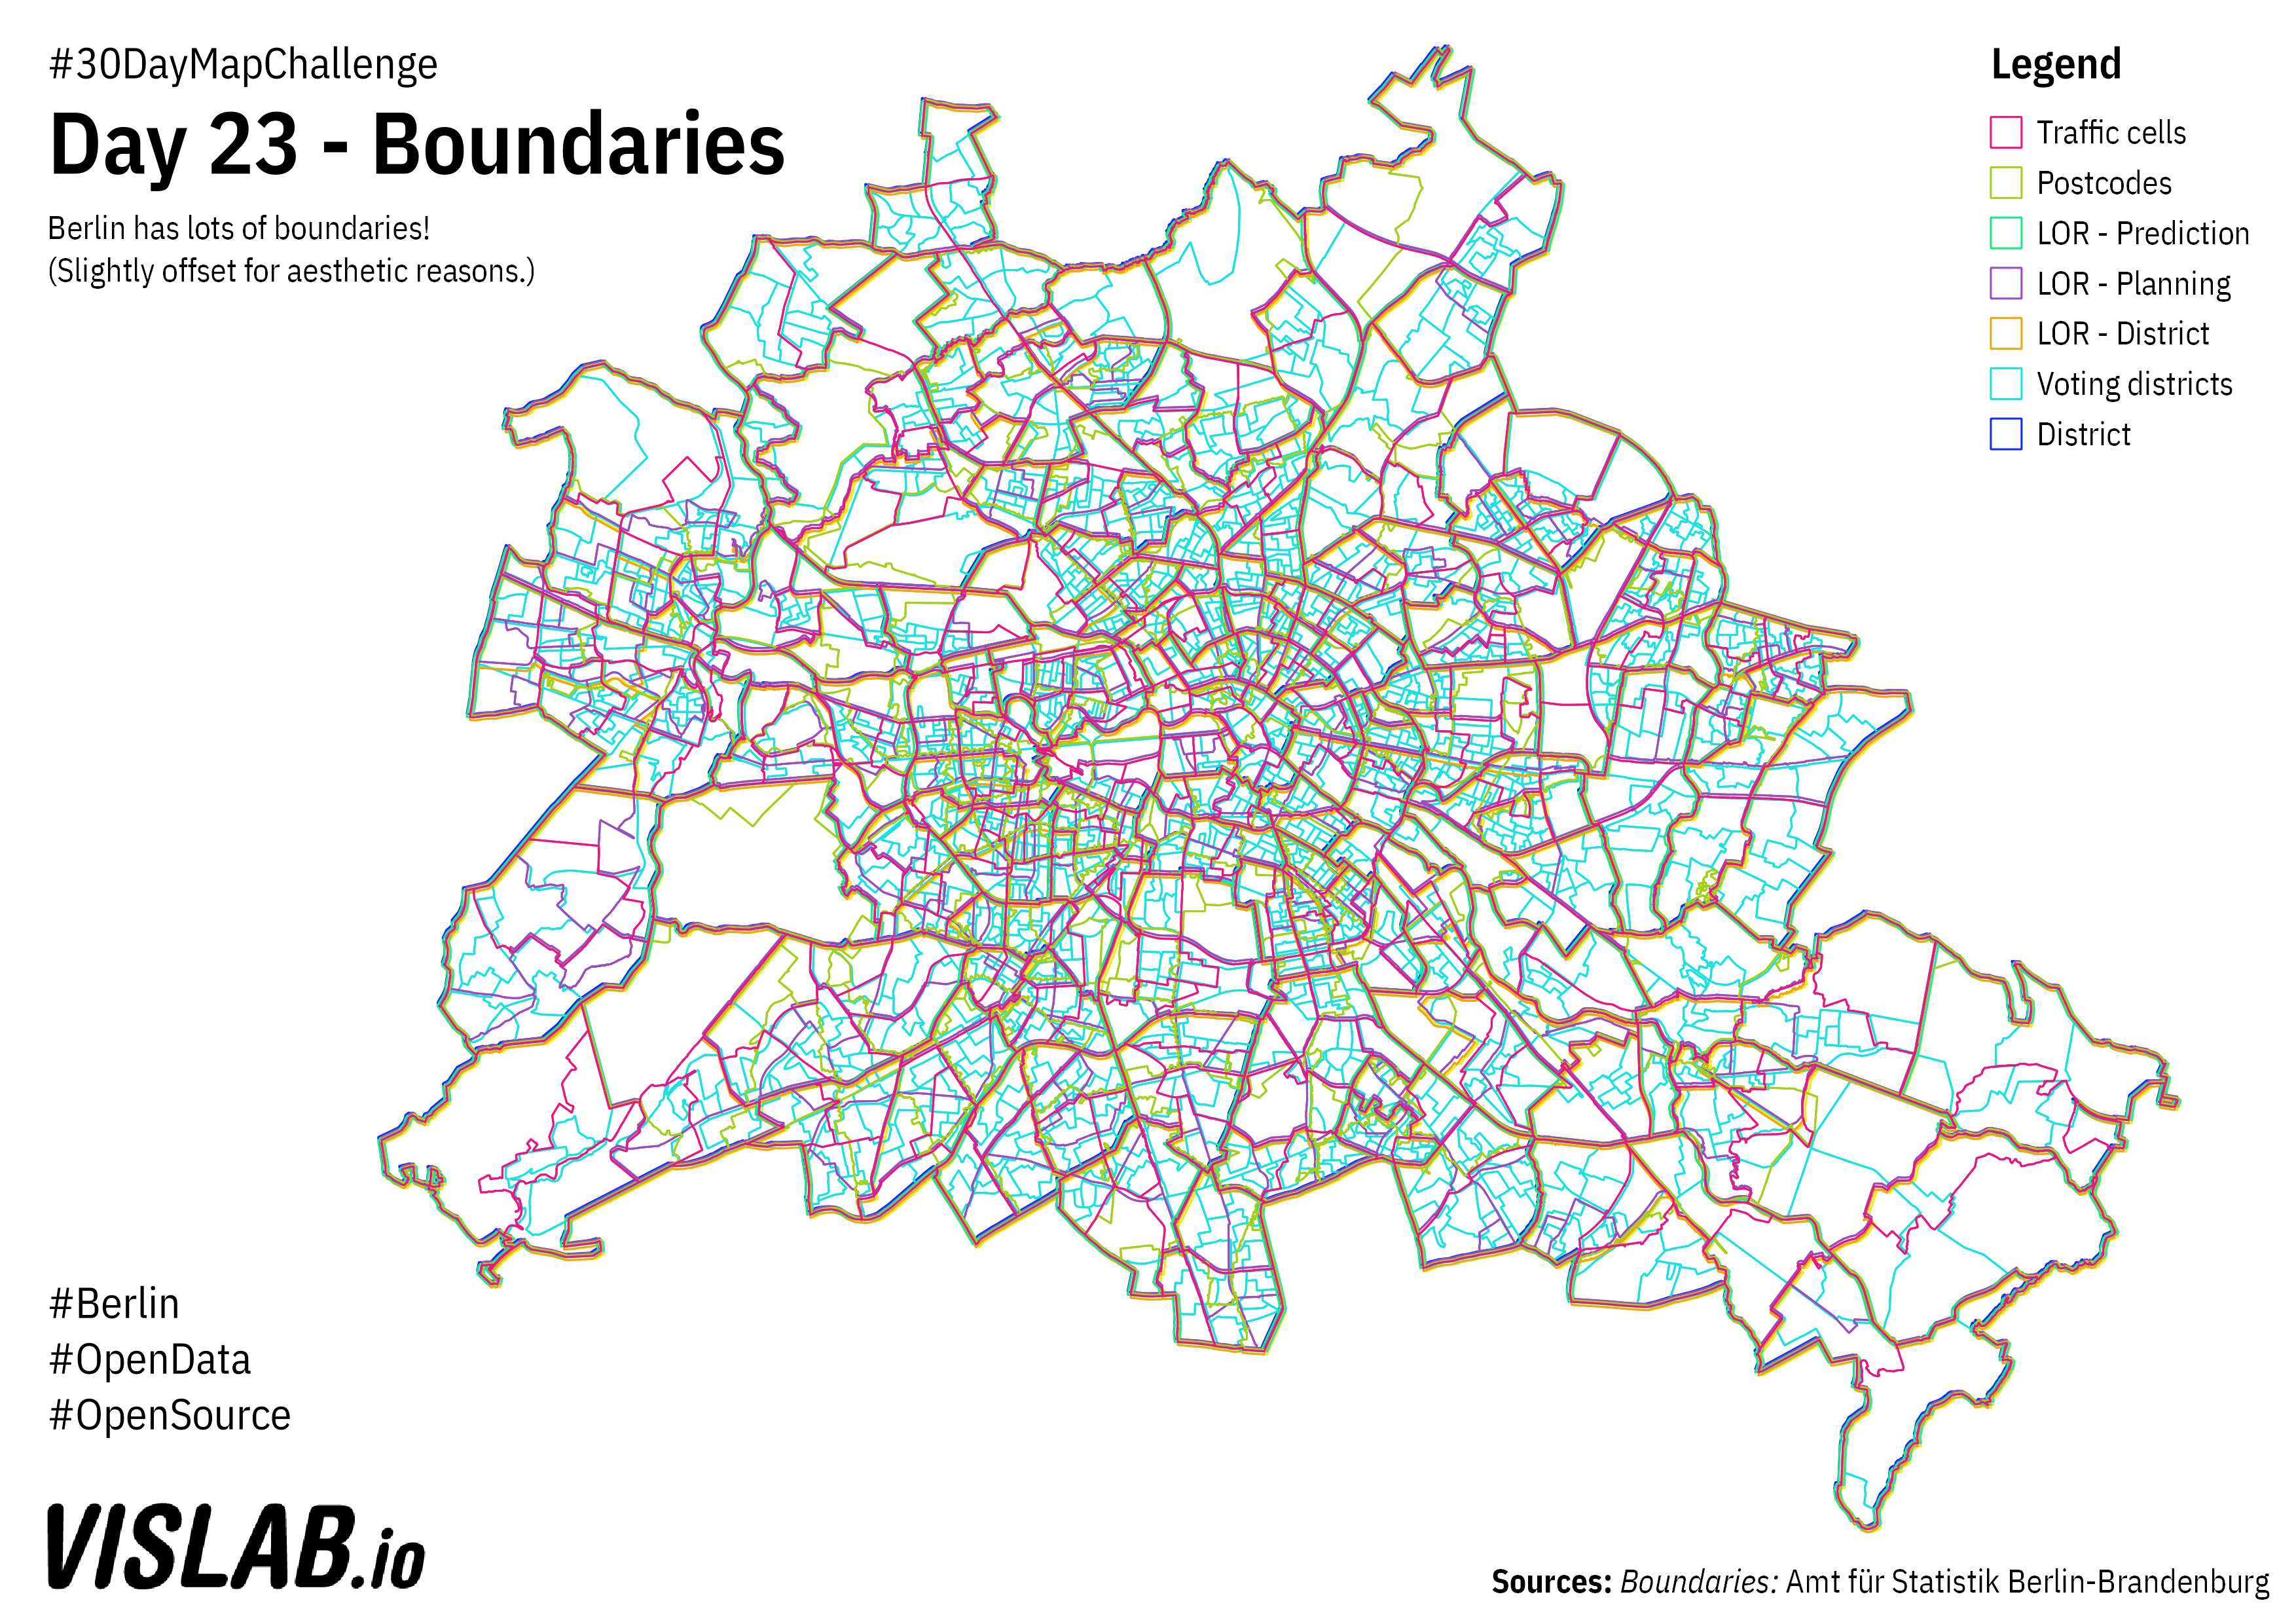 #30DayMapChallenge
Day 23 - Boundaries
Berlin has lots of boundaries!
(Slightly offset for aesthetic reasons.)
Legend
Traffic cells
Postcodes
LOR - Prediction
LOR - Planning
LOR - District
Voting districts
District
#Berlin
#OpenData
#OpenSource
VISLAB.io
Sources: Boundaries: Amt für Statistik Berlin-Brandenburg